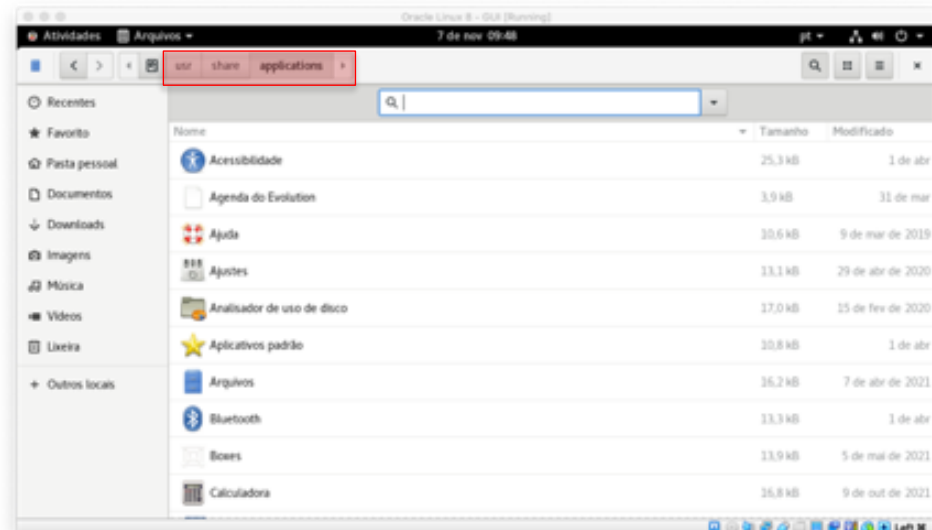 Oracle Linux 8 - GUI [Running]
Atividades Arquivos 7 de nov 09:48 pt
usr share applications
Recentes
Favorito
Pasta pessoal
Documentos
Downloads
Imagens
Música
Vídeos
Lixeira
+ Outros locais
Nome Tamanho Modificado
Acessibilidade 25,3 kB 1 de abr
Agenda do Evolution 3,9 kB 31 de mar
Ajuda 10,6 kB 9 de mar de 2019
Ajustes 13,1 kB 29 de abr de 2020
Analisador de uso de disco 17,0 kB 15 de fev de 2020
Aplicativos padrão 10,8 kB 1 de abr
Arquivos 16,2 kB 7 de abr de 2021
Bluetooth 13,3 kB 1 de abr
Boxes 13,9 kB 5 de mai de 2021
Calculadora 16,8 kB 9 de out de 2021
Left ⌘